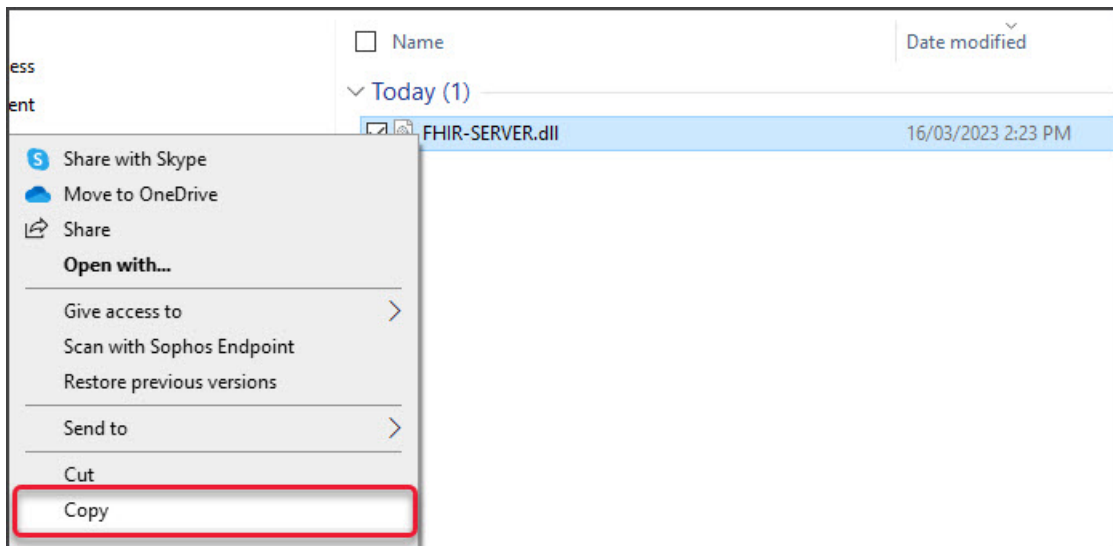 Name
Date modified
ess
ent
Today (1)
FHIR-SERVER.dll
16/03/2023 2:23 PM
Share with Skype
Move to OneDrive
Share
Open with...
Give access to
Scan with Sophos Endpoint
Restore previous versions
Send to
Cut
Copy